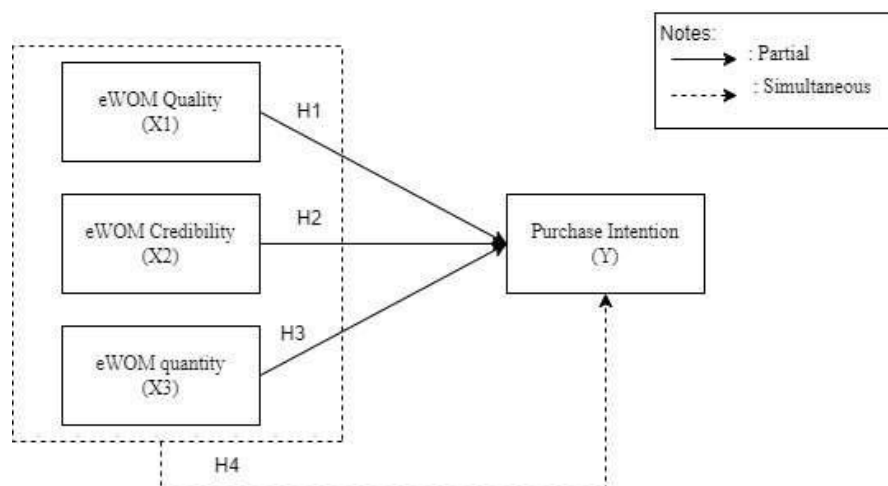 Notes:
: Partial
: Simultaneous
eWOM Quality
(X1)
H1
eWOM Credibility
(X2)
H2
Purchase Intention
(Y)
eWOM quantity
(X3)
H3
H4